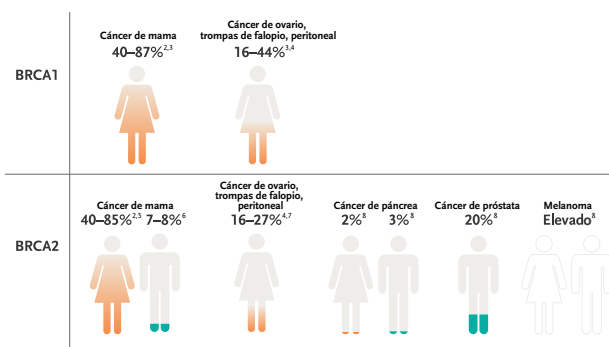 Cáncer de mama
40–87%2,3
Cáncer de ovario,
trompas de falopio, peritoneal
16–44%3,4
BRCA1
Cáncer de mama
40–85%2,5 7–8%6
Cáncer de ovario,
trompas de falopio,
peritoneal
16–27%4,7
Cáncer de páncrea
2%8 3%8
Cáncer de próstata
20%8
Melanoma
Elevado8
BRCA2